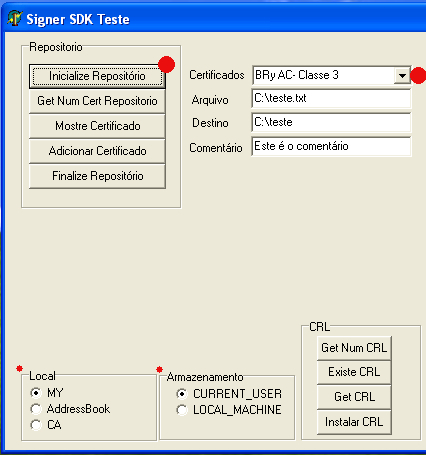 Signer SDK Teste
Repositorio
Inicialize Repositório
Get Num Cert Repositorio
Mostre Certificado
Adicionar Certificado
Finalize Repositório
Certificados
BRy AC- Classe 3
Arquivo
C:\teste.txt
Destino
C:\teste
Comentário
Este é o comentário
Local
MY
AddressBook
CA
Armazenamento
CURRENT_USER
LOCAL_MACHINE
CRL
Get Num CRL
Existe CRL
Get CRL
Instalar CRL